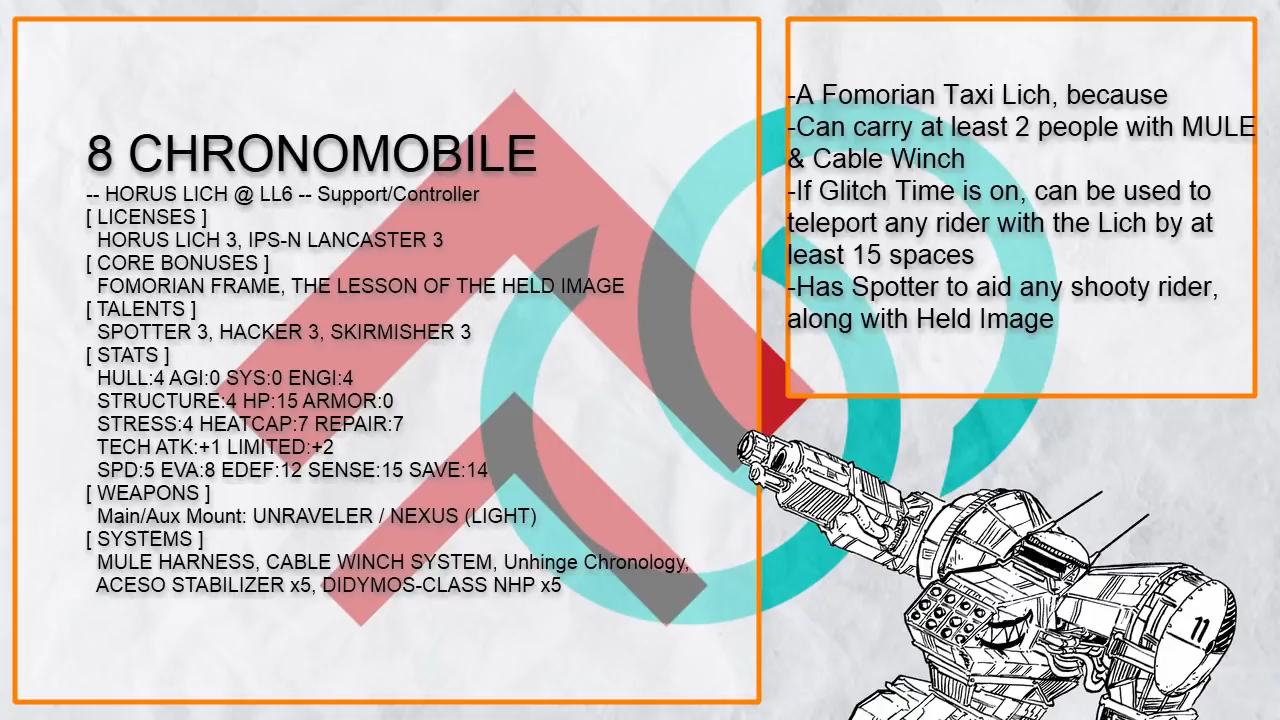 8 CHRONOMOBILE
-- HORUS LICH @ LL6 -- Support/Controller
[ LICENSES ]
HORUS LICH 3, IPS-N LANCASTER 3
[ CORE BONUSES ]
FOMORIAN FRAME, THE LESSON OF THE HELD IMAGE
[ TALENTS ]
SPOTTER 3, HACKER 3, SKIRMISHER 3
[ STATS ]
HULL:4 AGI:0 SYS:0 ENGI:4
STRUCTURE:4 HP:15 ARMOR:0
STRESS:4 HEATCAP:7 REPAIR:7
TECH ATK:+1 LIMITED:+2
SPD:5 EVA:8 EDEF:12 SENSE:15 SAVE:14
[ WEAPONS ]
Main/Aux Mount: UNRAVELER / NEXUS (LIGHT)
[ SYSTEMS ]
MULE HARNESS, CABLE WINCH SYSTEM, Unhinge Chronology,
ACESO STABILIZER x5, DIDYMOS-CLASS NHP x5
-A Fomorian Taxi Lich, because
-Can carry at least 2 people with MULE
& Cable Winch
-If Glitch Time is on, can be used to
teleport any rider with the Lich by at
least 15 spaces
-Has Spotter to aid any shooty rider,
along with Held Image
11